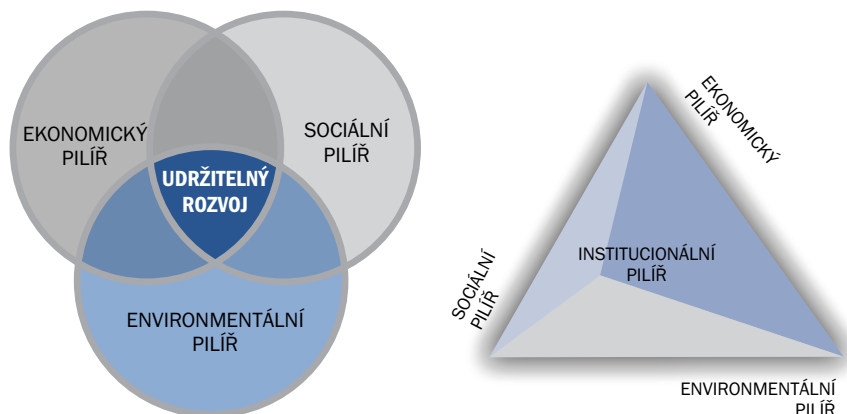 EKONOMICKÝ
PILÍŘ
SOCIÁLNÍ
PILÍŘ
UDRŽITELNÝ
ROZVOJ
ENVIRONMENTÁLNÍ
PILÍŘ
EKONOMICKÝ
PILÍŘ
INSTITUCIONÁLNÍ
PILÍŘ
SOCIÁLNÍ
PILÍŘ
ENVIRONMENTÁLNÍ
PILÍŘ